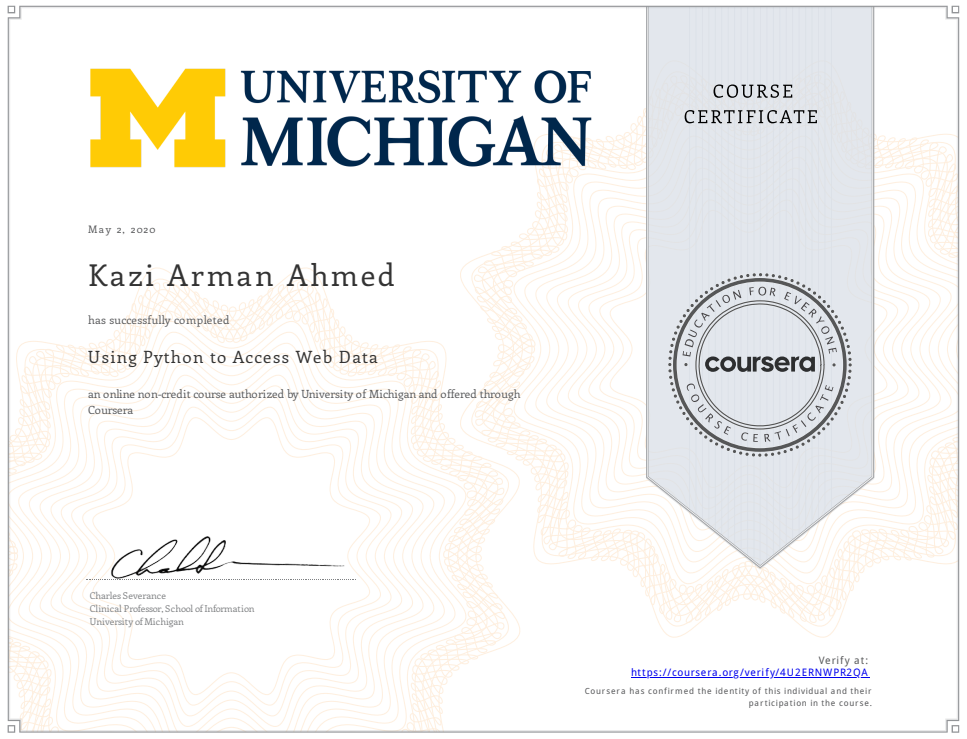 UNIVERSITY OF
MICHIGAN
COURSE
CERTIFICATE
May 2, 2020
Kazi Arman Ahmed
has successfully completed
Using Python to Access Web Data
an online non-credit course authorized by University of Michigan and offered through
Coursera
EDUCATION FOR EVERYONE
coursera
COURSE CERTIFICATE
Charles Severance
Clinical Professor, School of Information
University of Michigan
Verify at:
https://coursera.org/verify/4U2ERNWPR2QA
Coursera has confirmed the identity of this individual and their
participation in the course.